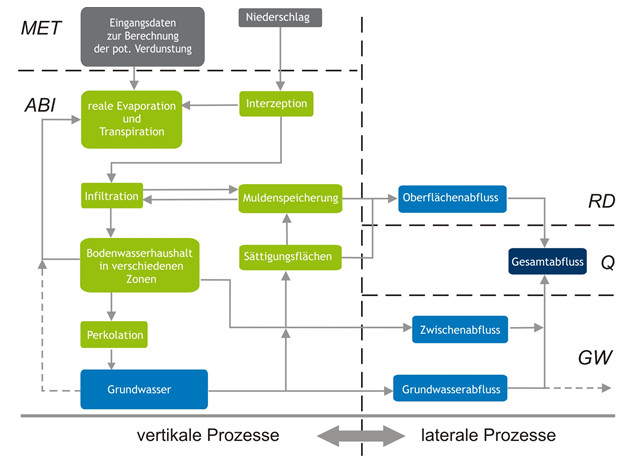 MET
Eingangsdaten
zur Berechnung
der pot. Verdunstung
Niederschlag
ABI
reale Evaporation
und
Transpiration
Interzeption
Infiltration
Muldenspeicherung
Oberflächenabfluss
RD
Bodenwasserhaushalt
in verschiedenen
Zonen
Sättigungsflächen
Gesamtabfluss
Q
Perkolation
Zwischenabfluss
GW
Grundwasser
Grundwasserabfluss
vertikale Prozesse
laterale Prozesse